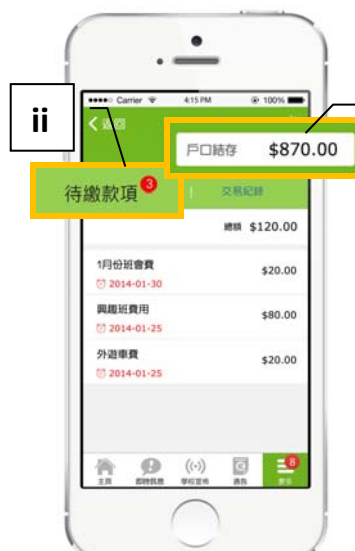 Carrier 4:15 PM 100%
ii
返回
戶口結存 $870.00
待繳款項 3
交易紀錄
總額 $120.00
1月份班會費 $20.00
2014-01-30
興趣班費用 $80.00
2014-01-25
外遊車費 $20.00
2014-01-25
8
主頁 即時訊息 學校宣佈 通告 更多